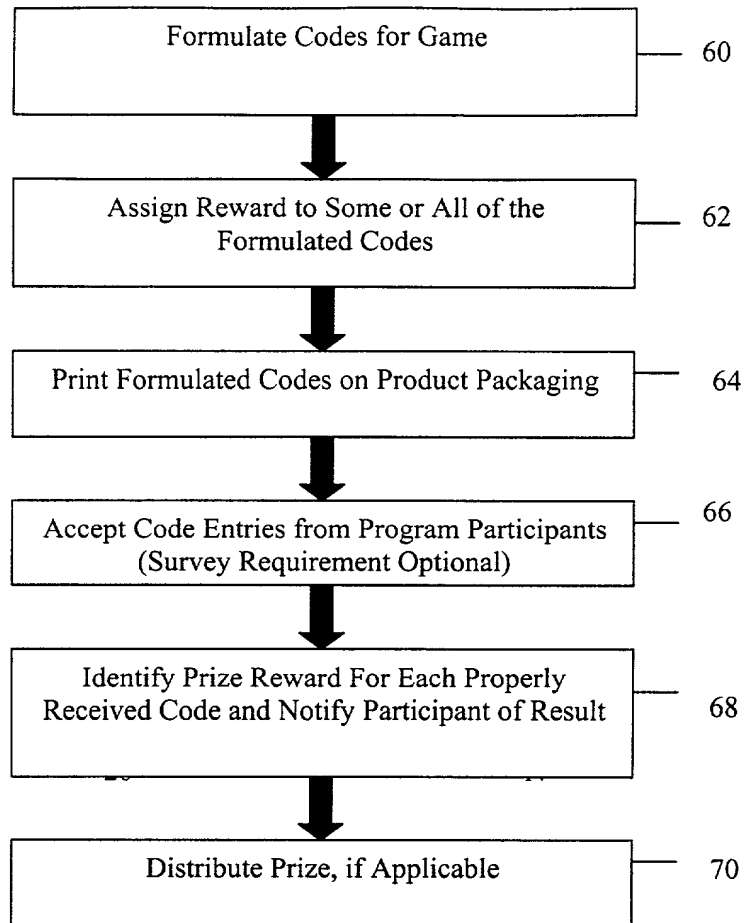 Formulate Codes for Game
60
Assign Reward to Some or All of the
Formulated Codes
62
Print Formulated Codes on Product Packaging
64
Accept Code Entries from Program Participants
(Survey Requirement Optional)
66
Identify Prize Reward For Each Properly
Received Code and Notify Participant of Result
68
Distribute Prize, if Applicable
70